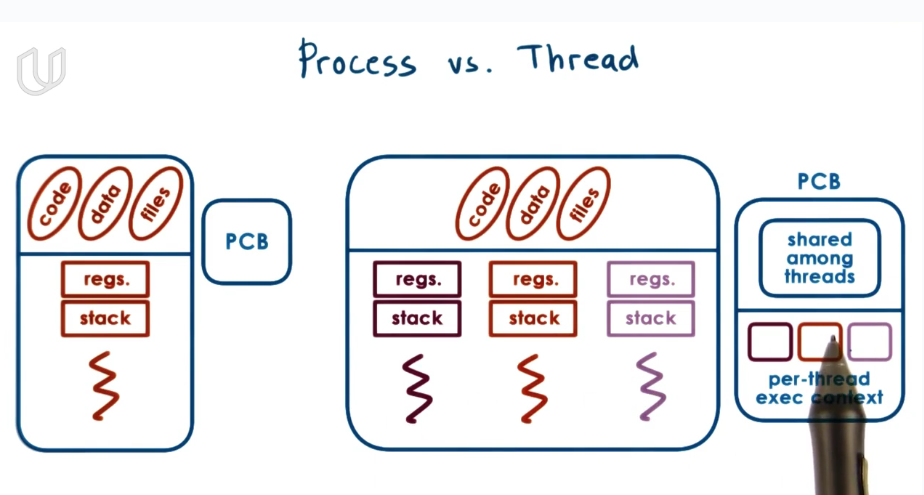 Process vs. Thread
code data files
PCB
regs.
stack
code data files
regs. regs. regs.
stack stack stack
PCB
shared
among
threads
per-thread
exec context